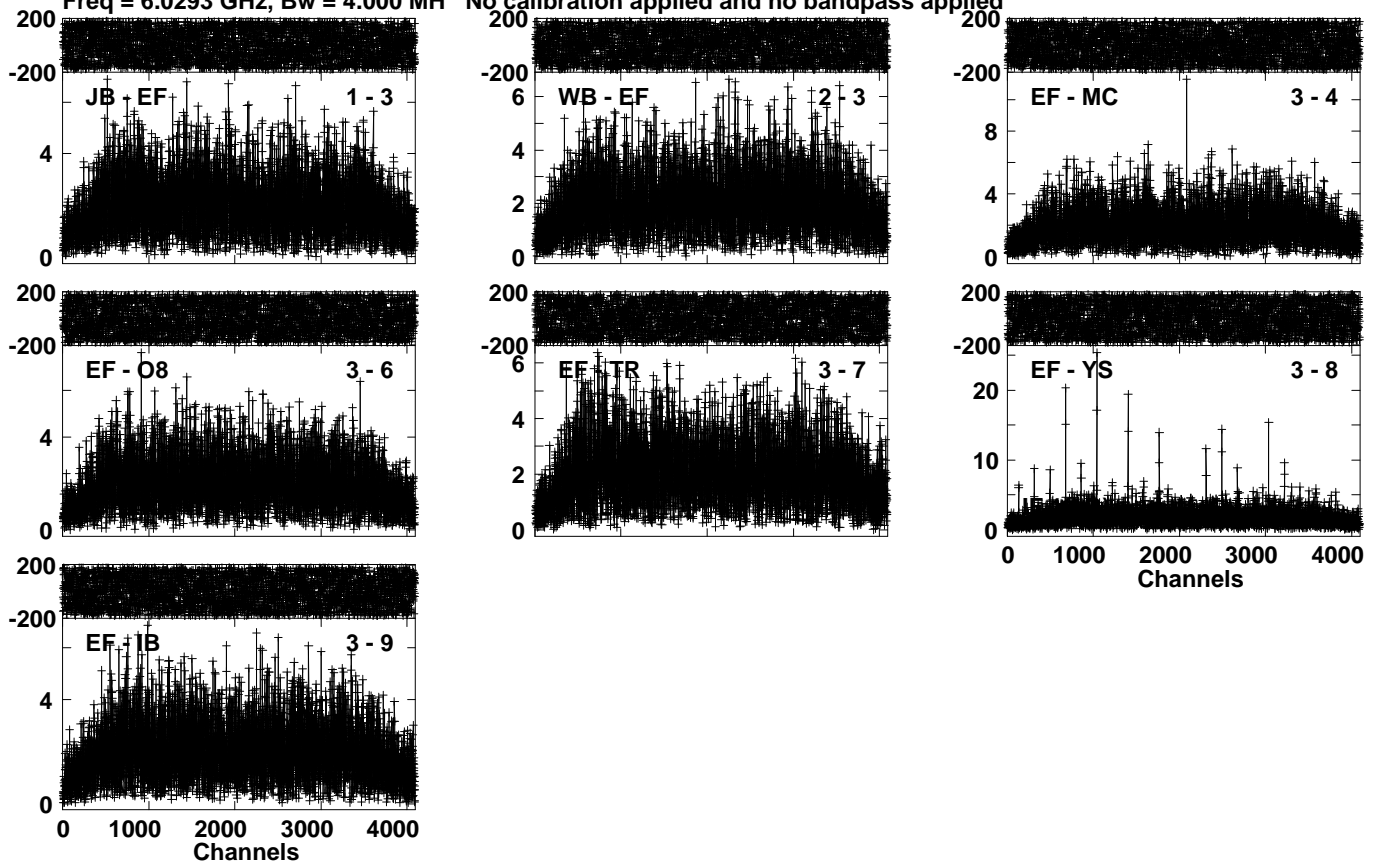 Freq = 6.0293 GHz, Bw = 4.000 MH No calibration applied and no bandpass applied
200
-200
JB - EF 1 - 3
4
0
200
-200
WB - EF 2 - 3
6
4
2
0
200
-200
EF - MC 3 - 4
8
4
0
200
-200
EF - O8 3 - 6
4
0
200
-200
EF - TR 3 - 7
6
4
2
0
200
-200
EF - YS 3 - 8
20
10
0
0 1000 2000 3000 4000
Channels
200
-200
EF - IB 3 - 9
4
0
0 1000 2000 3000 4000
Channels